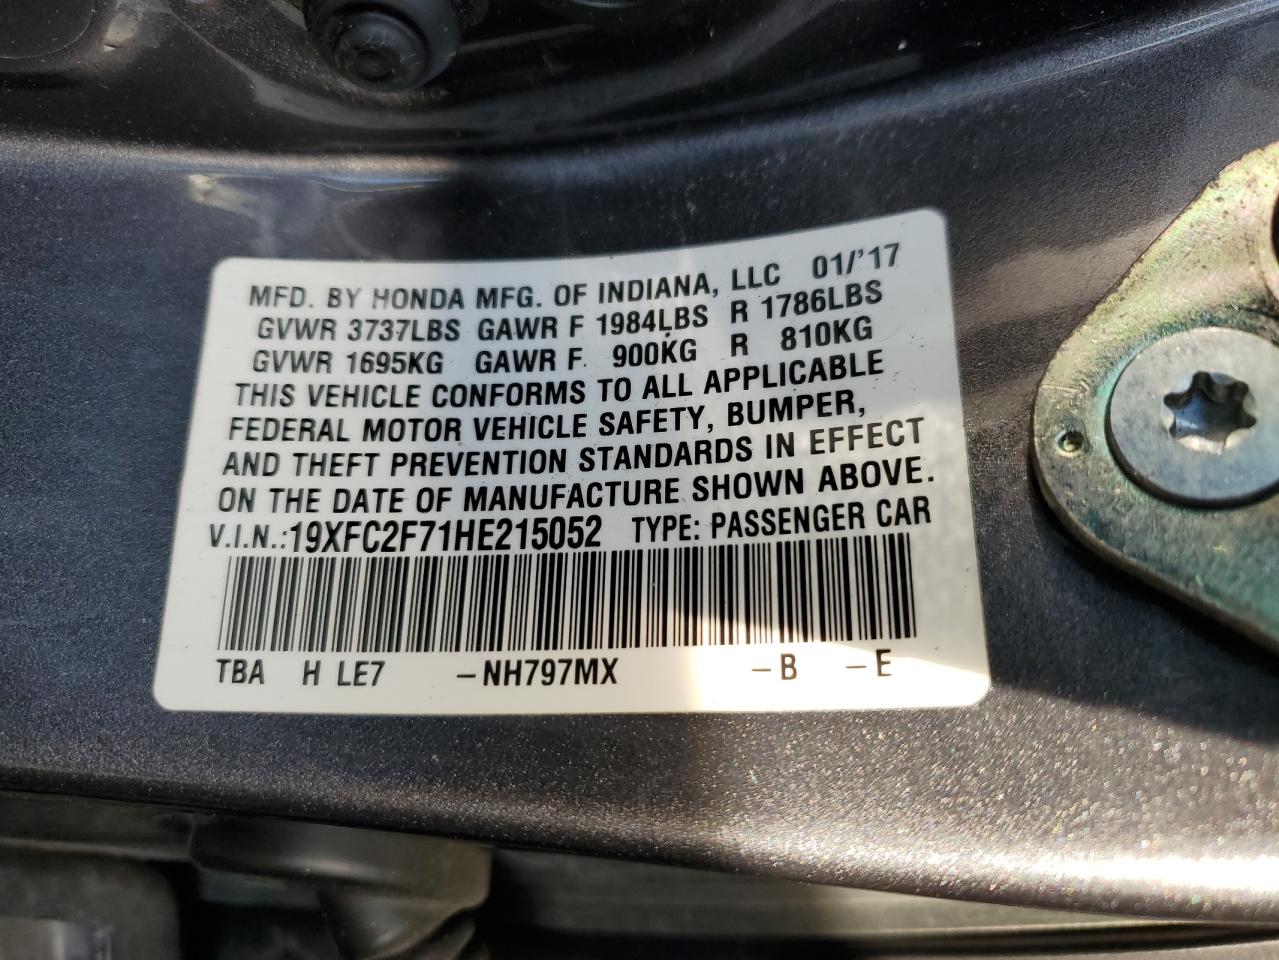 MFD. BY HONDA MFG. OF INDIANA, LLC 01/'17
GVWR 3737LBS GAWR F 1984LBS R 1786LBS
GVWR 1695KG GAWR F 900KG R 810KG
THIS VEHICLE CONFORMS TO ALL APPLICABLE
FEDERAL MOTOR VEHICLE SAFETY, BUMPER,
AND THEFT PREVENTION STANDARDS IN EFFECT
ON THE DATE OF MANUFACTURE SHOWN ABOVE.
V.I.N.:19XFC2F71HE215052 TYPE: PASSENGER CAR
TBA H LE7 –NH797MX –B –E